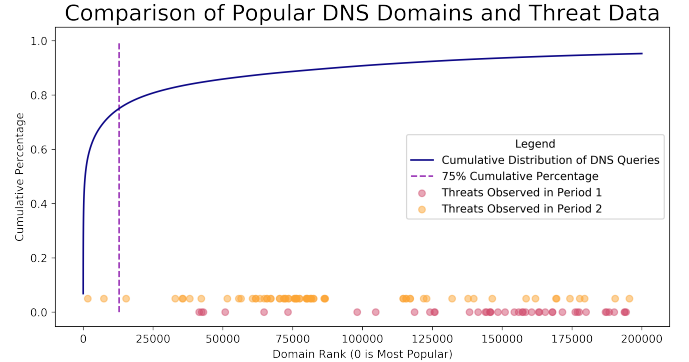 Comparison of Popular DNS Domains and Threat Data
1.0
0.8
0.6
0.4
0.2
0.0
Cumulative Percentage
Legend
Cumulative Distribution of DNS Queries
75% Cumulative Percentage
Threats Observed in Period 1
Threats Observed in Period 2
0 25000 50000 75000 100000 125000 150000 175000 200000
Domain Rank (0 is Most Popular)